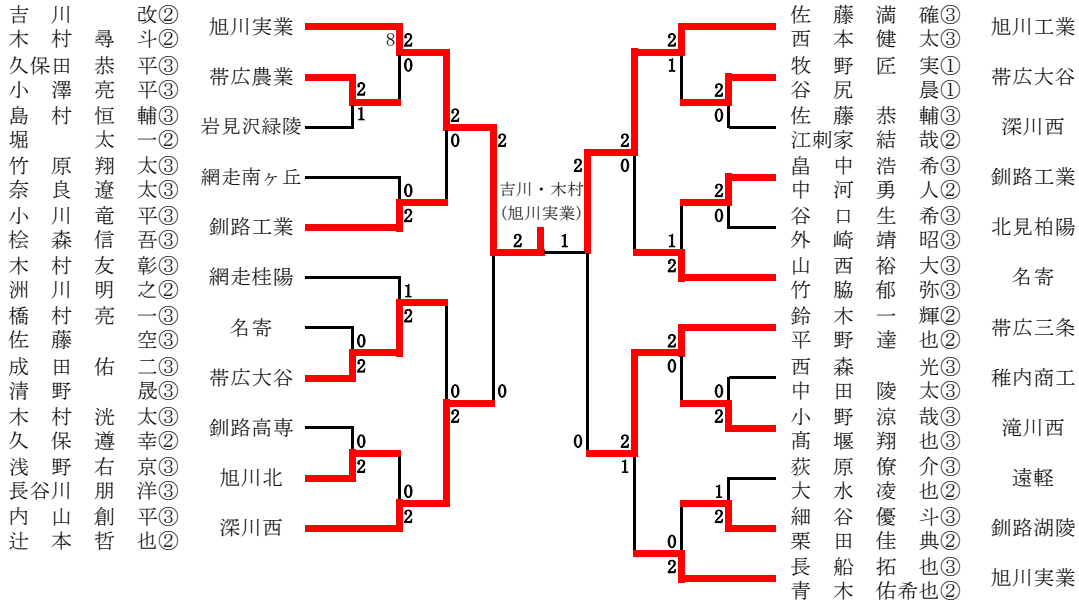 吉川 改②
木村尋斗②
旭川実業
久保田恭平③
小澤亮平③
帯広農業
島村恒輔③
堀 太一②
岩見沢緑陵
竹原翔太③
奈良遼太③
網走南ヶ丘
小川竜平③
桧森信吾③
釧路工業
木村友彰③
洲川明之②
網走桂陽
橋村亮一③
佐藤 空③
名寄
成田佑二③
清野 晟③
帯広大谷
木村洸太③
久保遵幸②
釧路高専
浅野右京③
長谷川朋洋③
旭川北
内山創平③
辻本哲也②
深川西
8
2
0
2
1
2
0
0
2
2
1
2
0
2
0
2
0
2
0
2
0
吉川・木村
(旭川実業)
2
1
2
0
2
1
2
0
2
0
2
0
1
2
2
0
0
2
2
1
1
2
0
2
佐藤満確③
西本健太③
旭川工業
牧野匠実①
谷尻 晨①
帯広大谷
佐藤恭輔③
江刺家結哉②
深川西
畠中浩希③
中河勇人②
釧路工業
谷口生希③
外崎靖昭③
北見柏陽
山西裕大③
竹脇郁弥③
名寄
鈴木一輝②
平野達也②
帯広三条
西森 光③
中田陵太③
稚内商工
小野涼哉③
髙堰翔也③
滝川西
荻原僚介③
大水凌也②
遠軽
細谷優斗③
栗田佳典②
釧路湖陵
長船拓也③
青木佑希也②
旭川実業